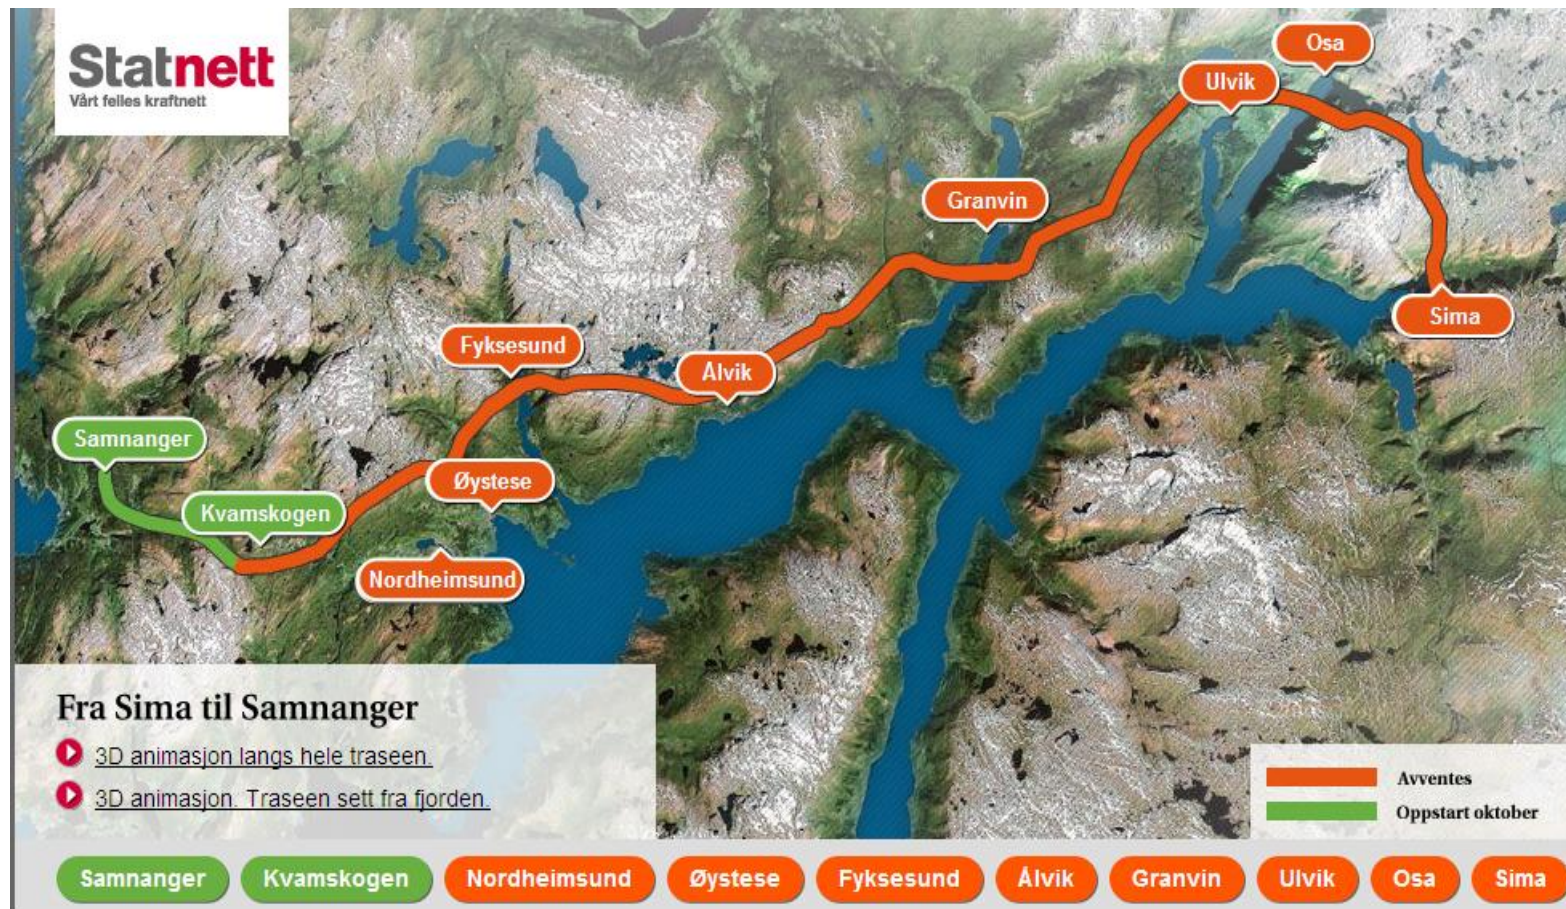 Statnett
Vårt felles kraftnett
Osa
Ulvik
Granvin
Sima
Fyksesund
Ålvik
Samnanger
Øystese
Kvamskogen
Nordheimsund
Fra Sima til Samnanger
3D animasjon langs hele traseen.
3D animasjon. Traseen sett fra fjorden.
Avventes
Oppstart oktober
Samnanger Kvamskogen Nordheimsund Øystese Fyksesund Ålvik Granvin Ulvik Osa Sima